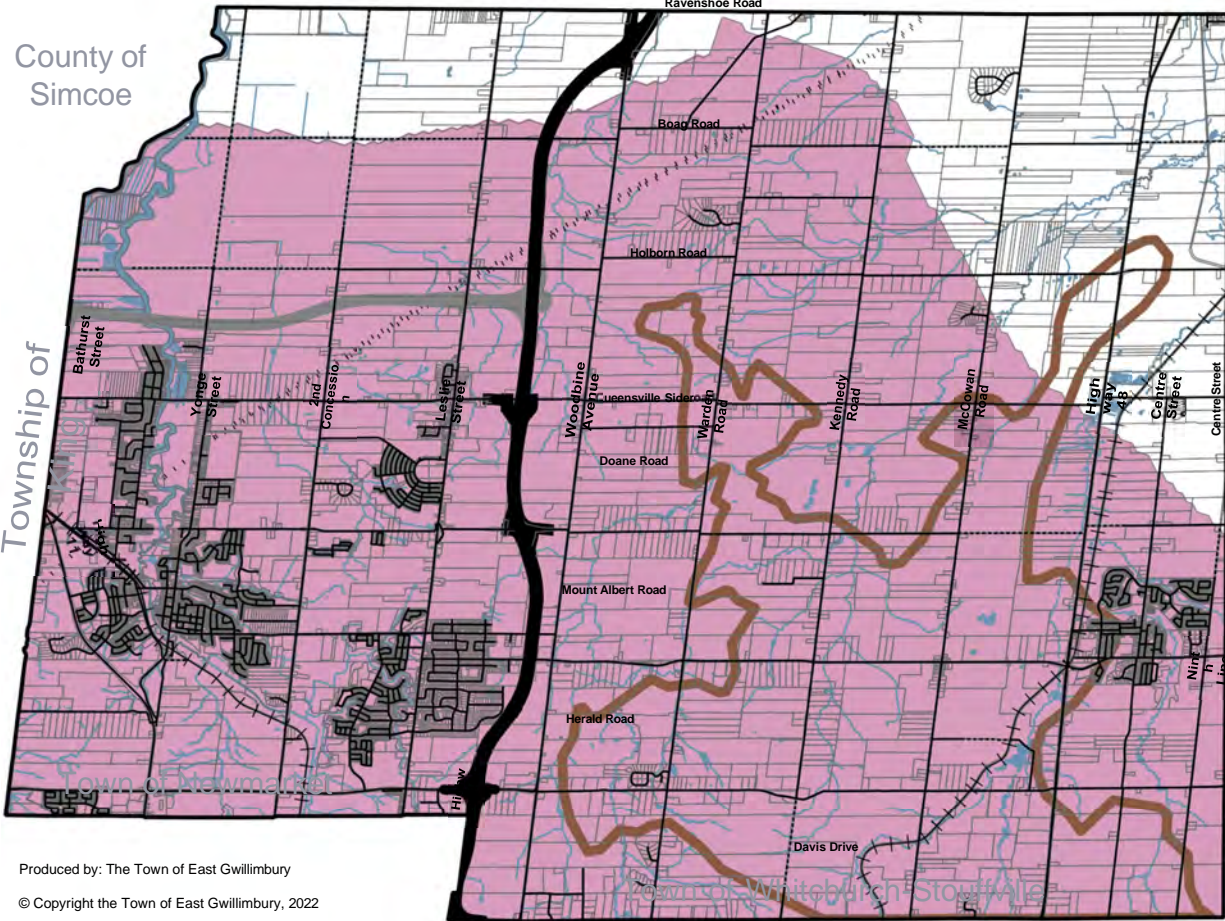 Ravenshoe Road
County of
Simcoe
Boag Road
Holborn Road
Township of
Bathurst
Street
Yonge
Street
2nd
Concessio
n
Leslie
Street
Woodbine
Avenue
Queensville Sideroad
Warden
Road
Kennedy
Road
McCowan
Road
High
way
48
Centre
Street
Centre Street
Doane Road
Mount Albert Road
Herald Road
Town of Newmarket
Davis Drive
Town of Whitchurch-Stouffville
Produced by: The Town of East Gwillimbury
© Copyright the Town of East Gwillimbury, 2022